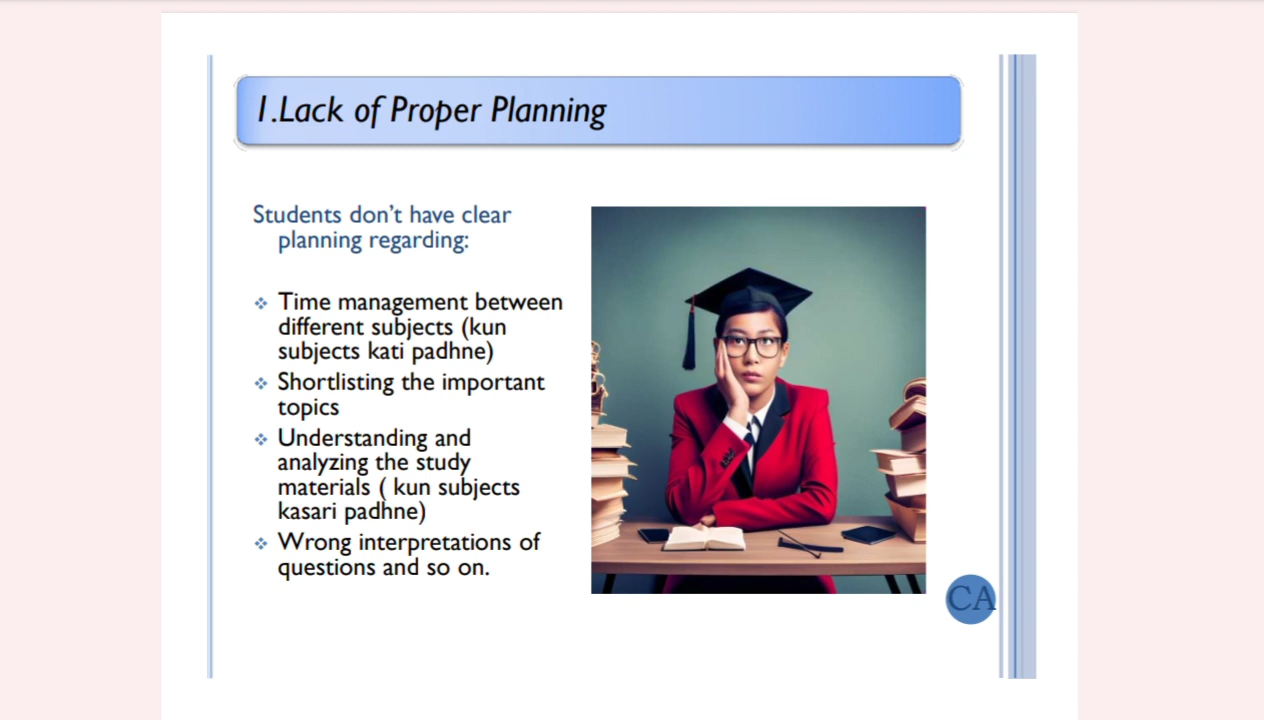 1.Lack of Proper Planning
Students don’t have clear
planning regarding:
Time management between
different subjects (kun
subjects kati padhne)
Shortlisting the important
topics
Understanding and
analyzing the study
materials ( kun subjects
kasari padhne)
Wrong interpretations of
questions and so on.
CA